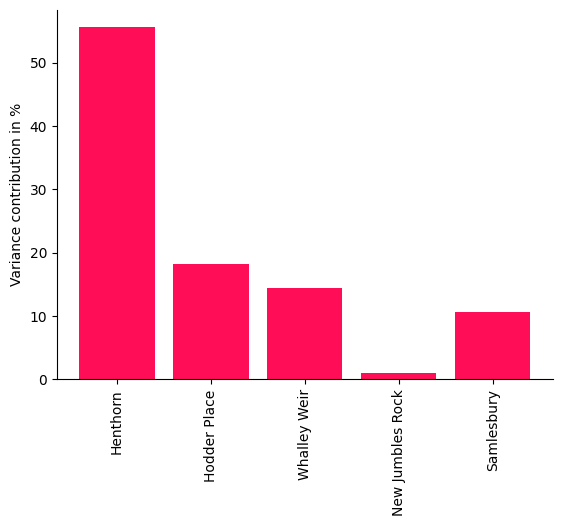 Variance contribution in %
50
40
30
20
10
0
Henthorn
Hodder Place
Whalley Weir
New Jumbles Rock
Samlesbury